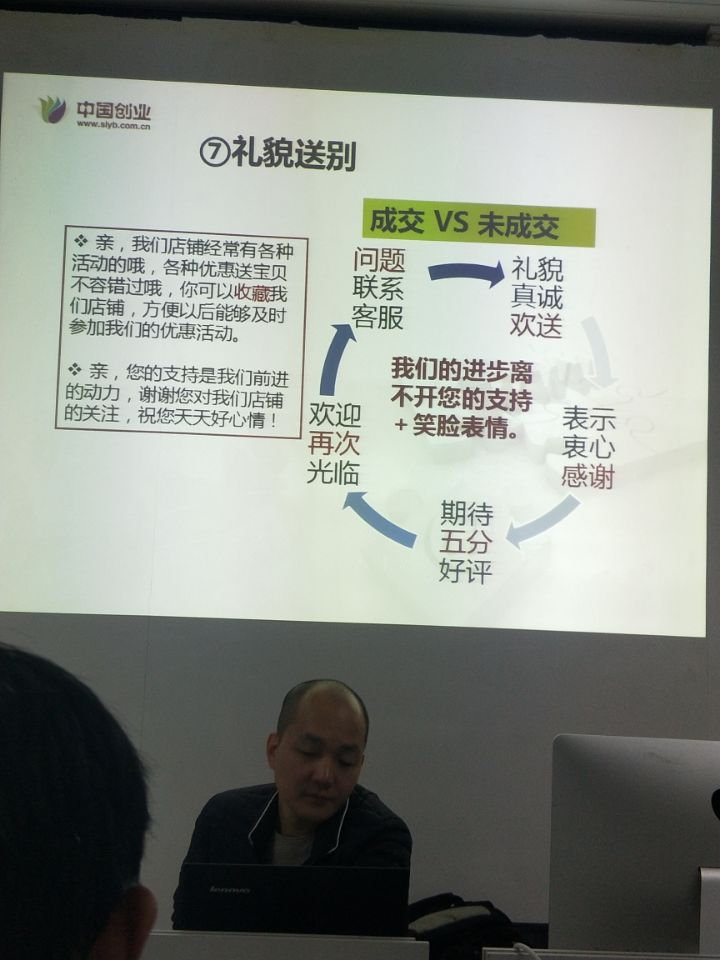 中国创业
www.siyb.com.cn
⑦礼貌送别
成交 VS 未成交
❖ 亲，我们店铺经常有各种
活动的哦，各种优惠送宝贝
不容错过哦，你可以收藏我
们店铺，方便以后能够及时
参加我们的优惠活动。
❖ 亲，您的支持是我们前进
的动力，谢谢您对我们店铺
的关注，祝您天天好心情！
问题
联系
客服
礼貌
真诚
欢送
表示
衷心
感谢
期待
五分
好评
欢迎
再次
光临
我们的进步离
不开您的支持
+笑脸表情。
lenovo